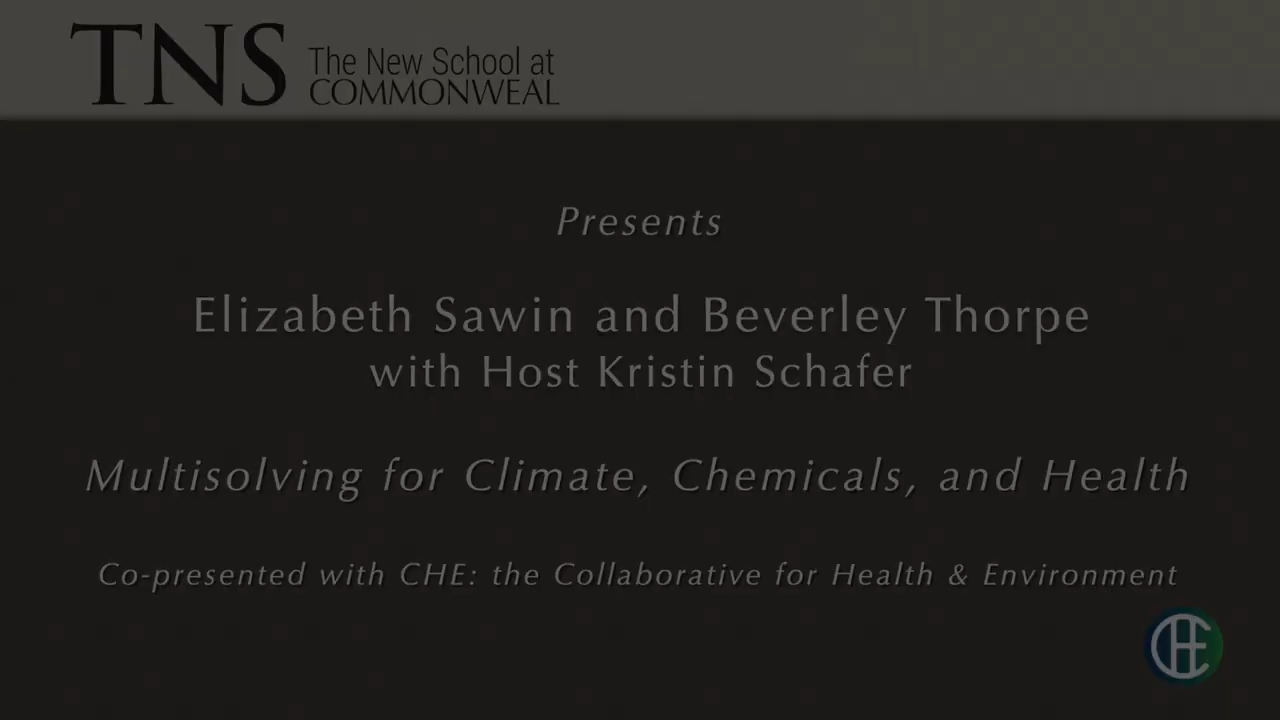 TNS The New School at
COMMONWEAL
Presents
Elizabeth Sawin and Beverley Thorpe
with Host Kristin Schafer
Multisolving for Climate, Chemicals, and Health
Co-presented with CHE: the Collaborative for Health & Environment
CHE